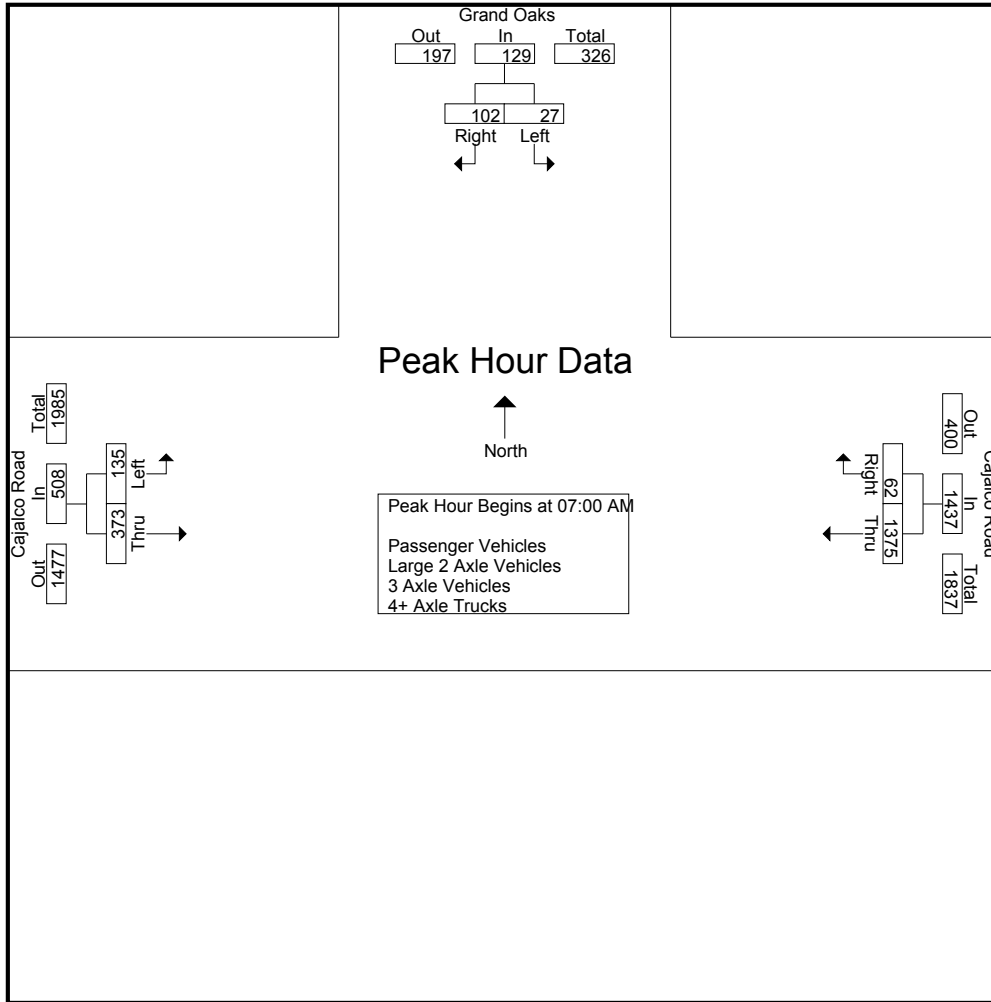 Grand Oaks
Out In Total
197 129 326
102 27
Right Left
Peak Hour Data
North
Peak Hour Begins at 07:00 AM
Passenger Vehicles
Large 2 Axle Vehicles
3 Axle Vehicles
4+ Axle Trucks
Cajalco Road
Out In Total
1477 508 1985
373 135
Thru Left
Cajalco Road
Out In Total
400 1437 1837
62 1375
Right Thru